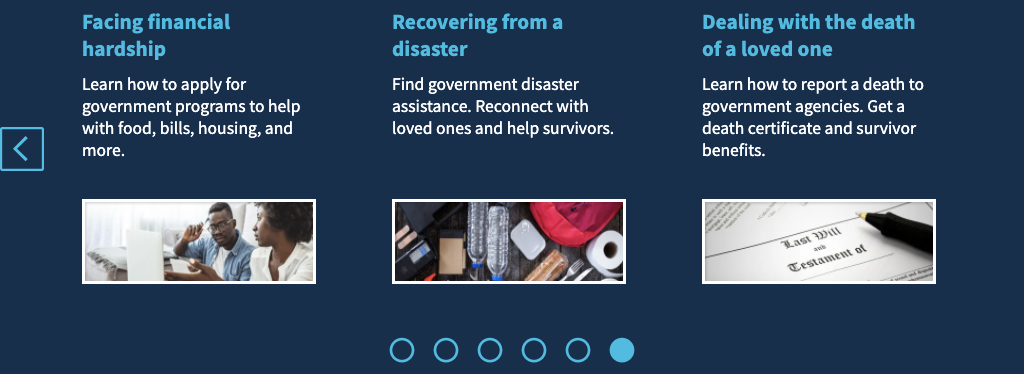 Facing financial
hardship
Learn how to apply for
government programs to help
with food, bills, housing, and
more.
Recovering from a
disaster
Find government disaster
assistance. Reconnect with
loved ones and help survivors.
Dealing with the death
of a loved one
Learn how to report a death to
government agencies. Get a
death certificate and survivor
benefits.
Last Will
and
Testament of